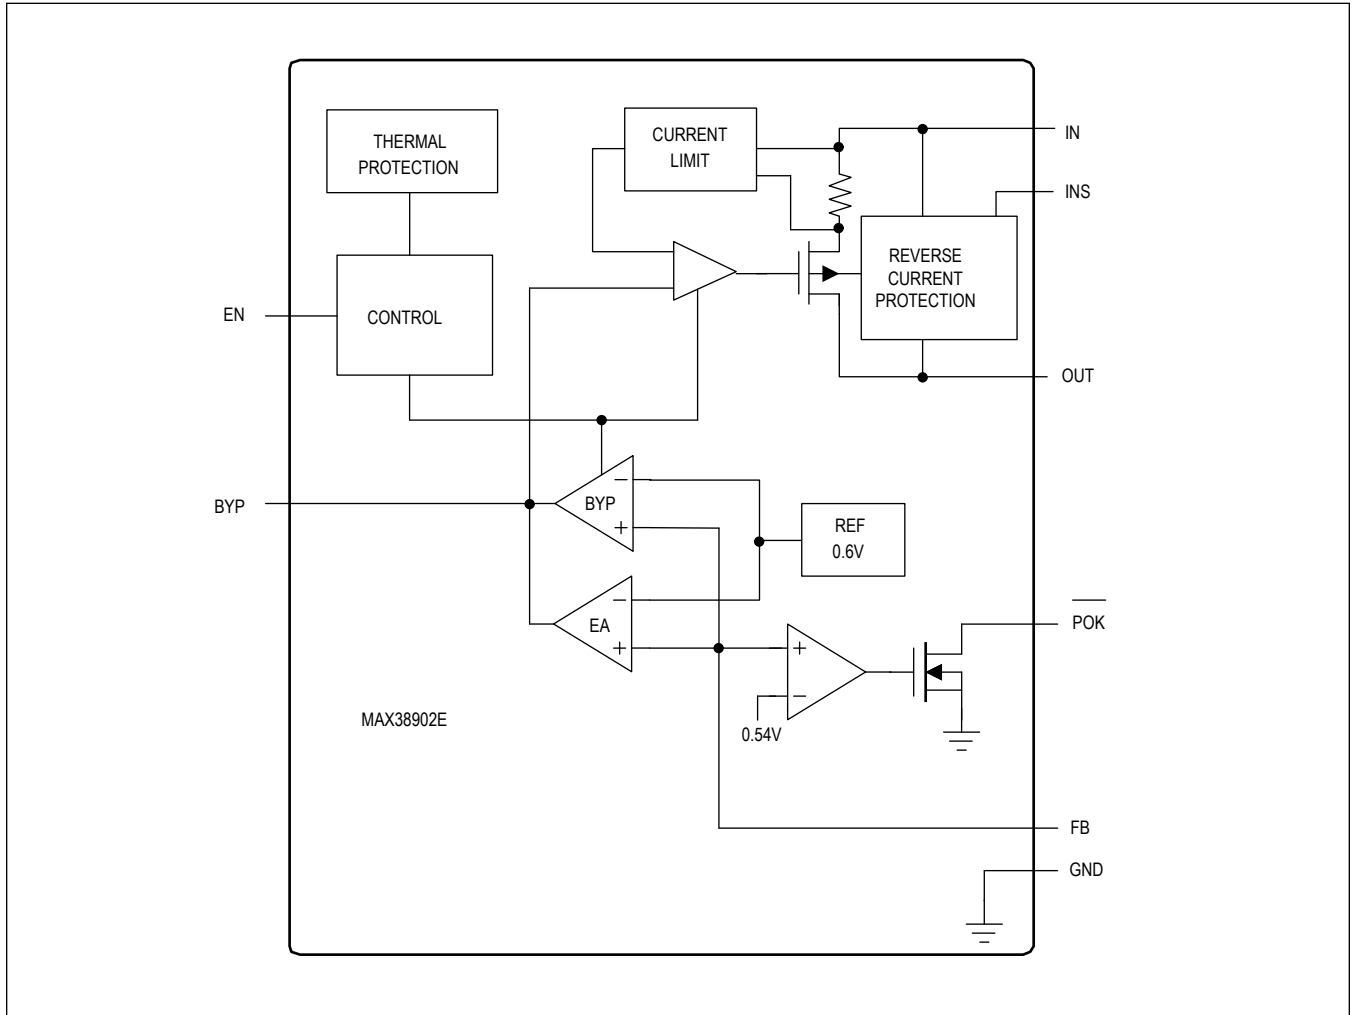 THERMAL
PROTECTION
CURRENT
LIMIT
IN
INS
REVERSE
CURRENT
PROTECTION
EN
CONTROL
OUT
BYP
−
BYP
+
REF
0.6V
−
EA
+
+
−
0.54V
POK
MAX38902E
FB
GND